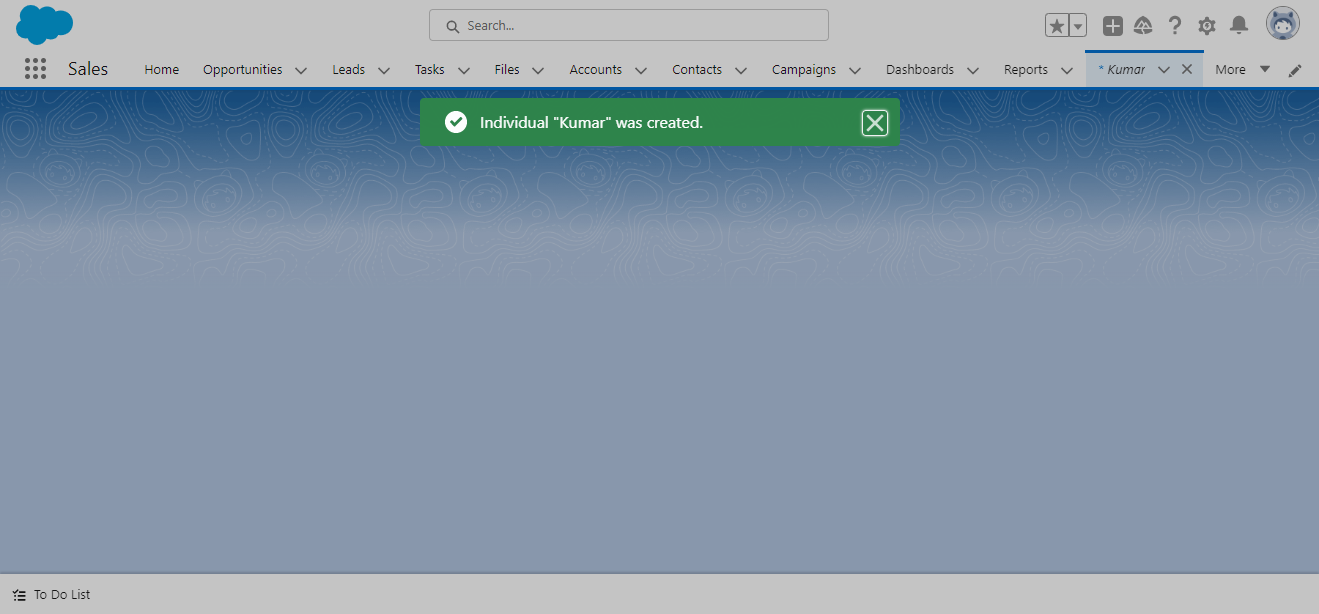 Search...
Sales
Home
Opportunities
Leads
Tasks
Files
Accounts
Contacts
Campaigns
Dashboards
Reports
* Kumar
More
Individual "Kumar" was created.
To Do List